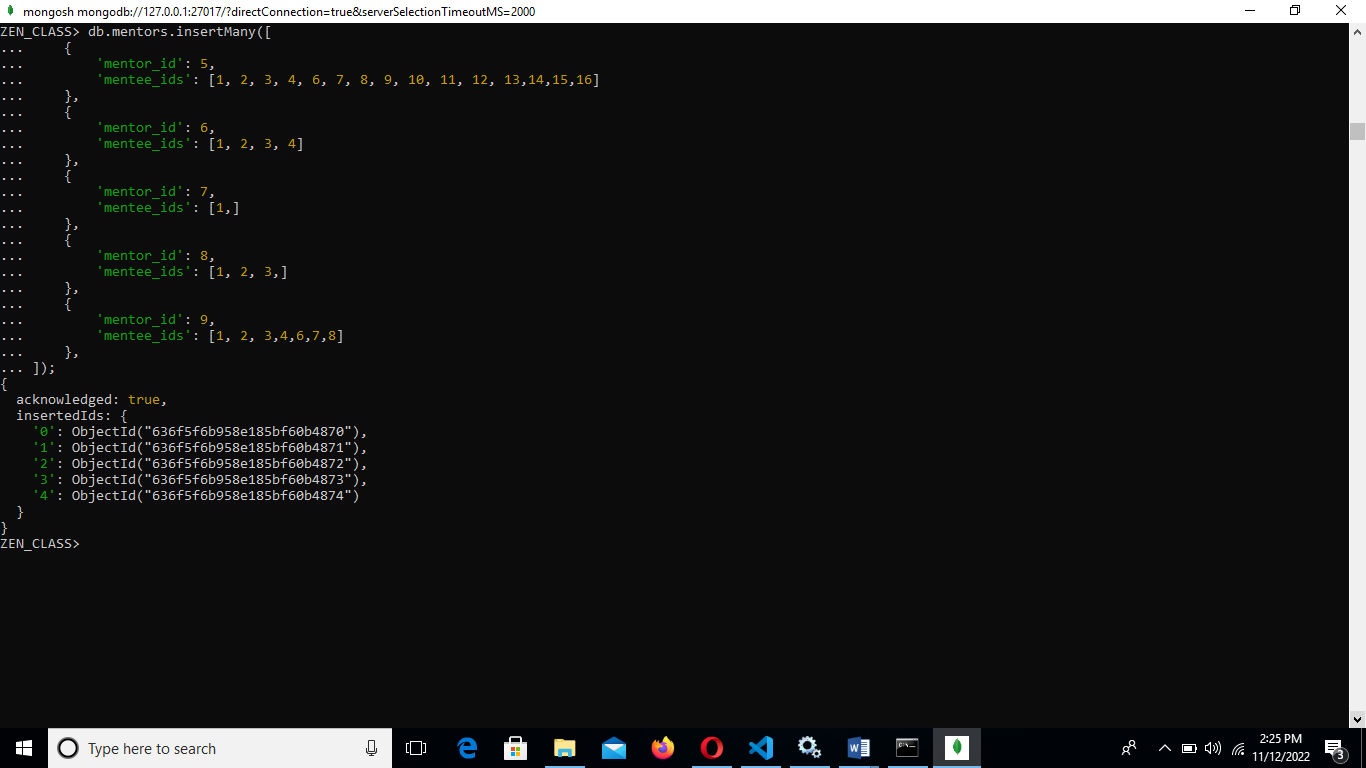 mongosh mongodb://127.0.0.1:27017/?directConnection=true&serverSelectionTimeoutMS=2000
ZEN_CLASS> db.mentors.insertMany([
...     {
...         'mentor_id': 5,
...         'mentee_ids': [1, 2, 3, 4, 6, 7, 8, 9, 10, 11, 12, 13,14,15,16]
...     },
...     {
...         'mentor_id': 6,
...         'mentee_ids': [1, 2, 3, 4]
...     },
...     {
...         'mentor_id': 7,
...         'mentee_ids': [1,]
...     },
...     {
...         'mentor_id': 8,
...         'mentee_ids': [1, 2, 3,]
...     },
...     {
...         'mentor_id': 9,
...         'mentee_ids': [1, 2, 3,4,6,7,8]
...     },
... ]);
{
  acknowledged: true,
  insertedIds: {
    '0': ObjectId("636f5f6b958e185bf60b4870"),
    '1': ObjectId("636f5f6b958e185bf60b4871"),
    '2': ObjectId("636f5f6b958e185bf60b4872"),
    '3': ObjectId("636f5f6b958e185bf60b4873"),
    '4': ObjectId("636f5f6b958e185bf60b4874")
  }
}
ZEN_CLASS>
Type here to search
2:25 PM
11/12/2022
3